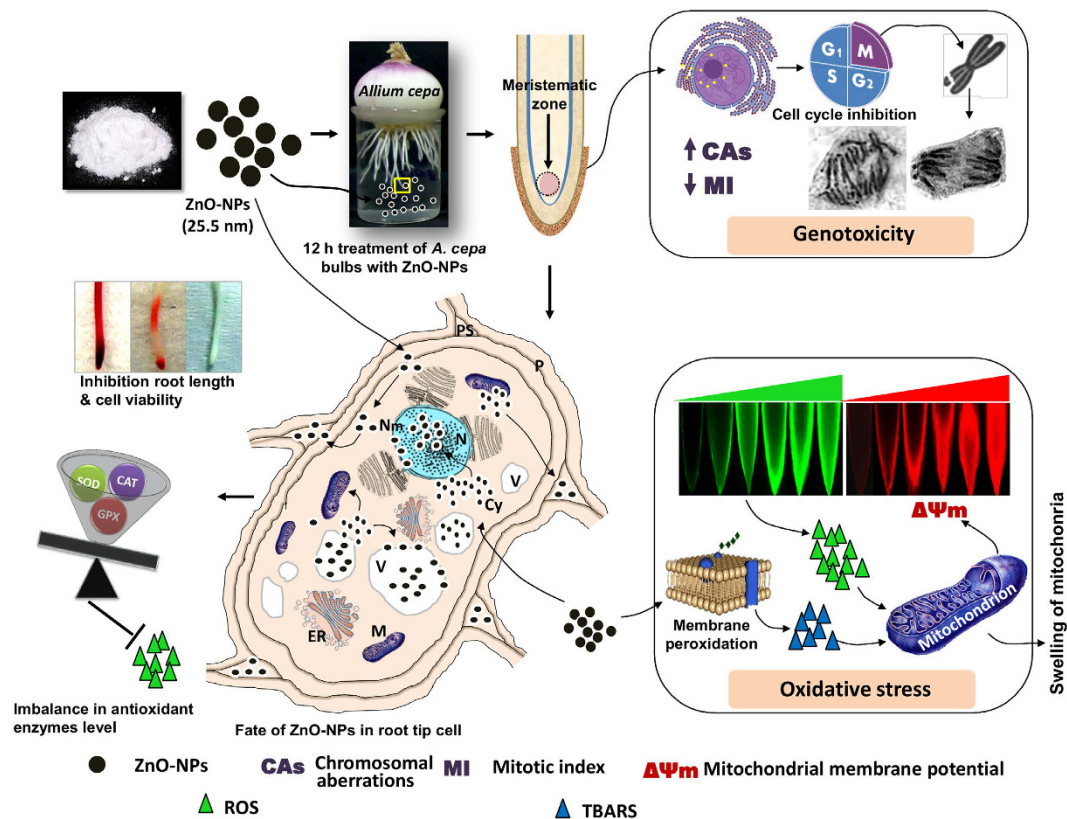 Allium cepa
ZnO-NPs
(25.5 nm)
12 h treatment of A. cepa
bulbs with ZnO-NPs
Meristematic
zone
G1
M
S
G2
Cell cycle inhibition
CAs
MI
Genotoxicity
Inhibition root length
& cell viability
SOD
CAT
GPX
Imbalance in antioxidant
enzymes level
PS
P
Nm
N
Cy
V
V
ER
M
Fate of ZnO-NPs in root tip cell
ΔΨm
Membrane
peroxidation
Mitochondrion
Oxidative stress
Swelling of mitochonria
ZnO-NPs
CAs Chromosomal
aberrations
MI Mitotic index
ΔΨm Mitochondrial membrane potential
ROS
TBARS